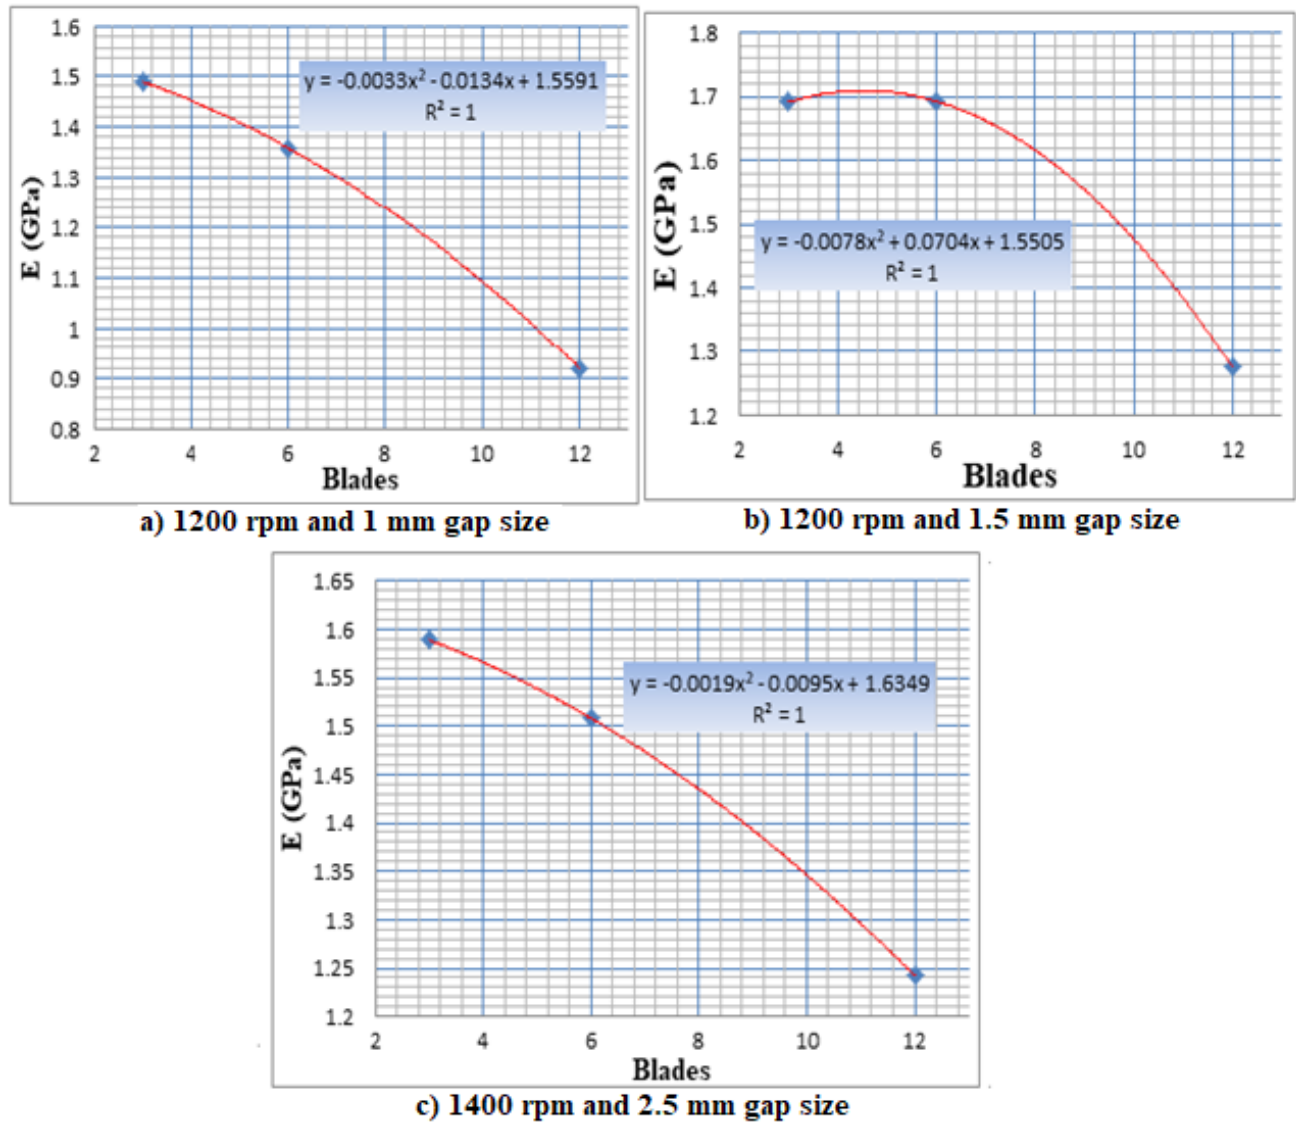 1.6
1.5
1.4
1.3
1.2
1.1
1
0.9
0.8
E (GPa)
y = -0.0033x² - 0.0134x + 1.5591
R² = 1
2 4 6 8 10 12
Blades
a) 1200 rpm and 1 mm gap size
1.8
1.7
1.6
1.5
1.4
1.3
1.2
E (GPa)
y = -0.0078x² + 0.0704x + 1.5505
R² = 1
2 4 6 8 10 12
Blades
b) 1200 rpm and 1.5 mm gap size
1.65
1.6
1.55
1.5
1.45
1.4
1.35
1.3
1.25
1.2
E (GPa)
y = -0.0019x² - 0.0095x + 1.6349
R² = 1
2 4 6 8 10 12
Blades
c) 1400 rpm and 2.5 mm gap size